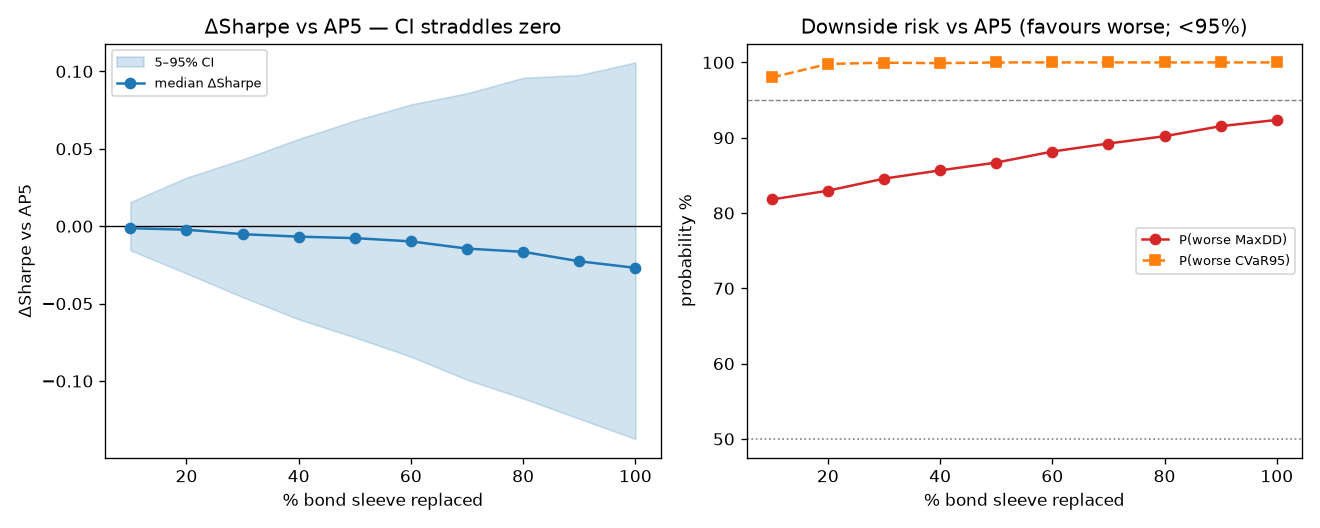 ΔSharpe vs AP5 — CI straddles zero
5–95% CI
median ΔSharpe
0.10
0.05
0.00
−0.05
−0.10
ΔSharpe vs AP5
20
40
60
80
100
% bond sleeve replaced
Downside risk vs AP5 (favours worse; <95%)
100
90
80
70
60
50
probability %
P(worse MaxDD)
P(worse CVaR95)
20
40
60
80
100
% bond sleeve replaced